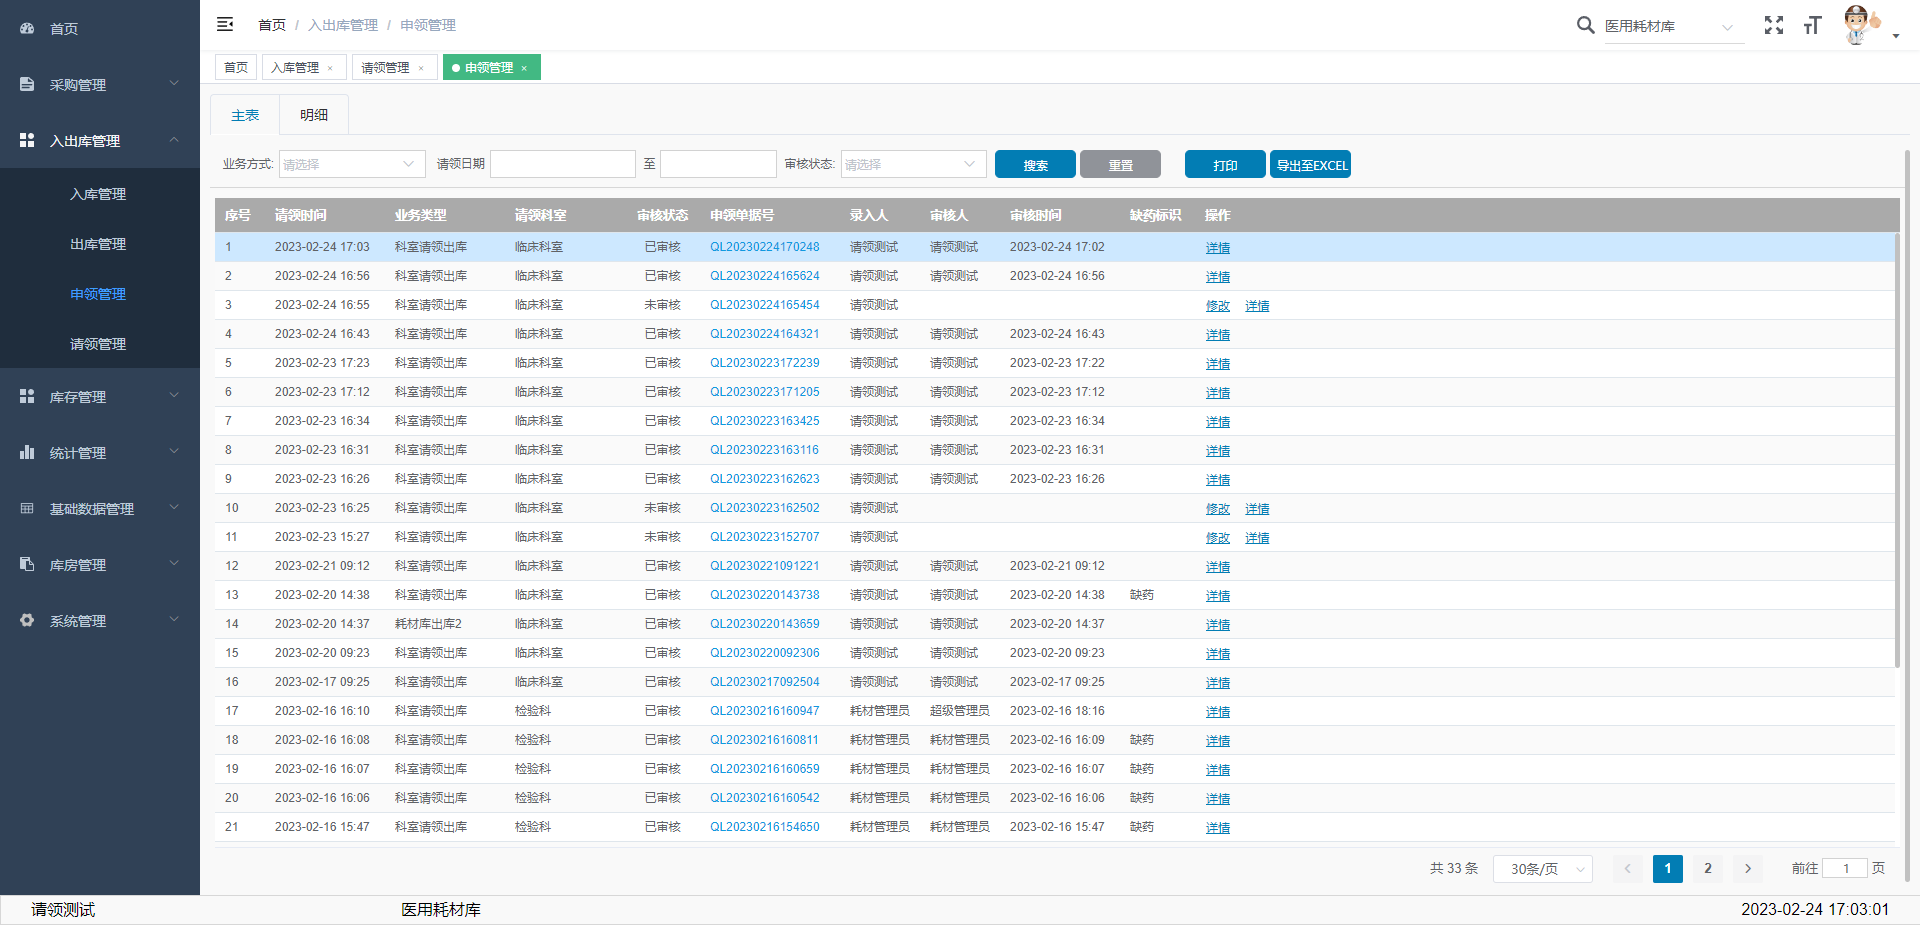 首页
采购管理
入出库管理
入库管理
出库管理
申领管理
请领管理
库存管理
统计管理
基础数据管理
库房管理
系统管理
首页 / 入出库管理 / 申领管理
医用耗材库
首页 入库管理 × 请领管理 × 申领管理 ×
主表 明细
业务方式: 请选择 请领日期 至 审核状态: 请选择 搜索 重置 打印 导出至EXCEL
序号 请领时间 业务类型 请领科室 审核状态 申领单据号 录入人 审核人 审核时间 缺药标识 操作
1 2023-02-24 17:03 科室请领出库 临床科室 已审核 QL20230224170248 请领测试 请领测试 2023-02-24 17:02 详情
2 2023-02-24 16:56 科室请领出库 临床科室 已审核 QL20230224165624 请领测试 请领测试 2023-02-24 16:56 详情
3 2023-02-24 16:55 科室请领出库 临床科室 未审核 QL20230224165454 请领测试 修改 详情
4 2023-02-24 16:43 科室请领出库 临床科室 已审核 QL20230224164321 请领测试 请领测试 2023-02-24 16:43 详情
5 2023-02-23 17:23 科室请领出库 临床科室 已审核 QL20230223172239 请领测试 请领测试 2023-02-23 17:22 详情
6 2023-02-23 17:12 科室请领出库 临床科室 已审核 QL20230223171205 请领测试 请领测试 2023-02-23 17:12 详情
7 2023-02-23 16:34 科室请领出库 临床科室 已审核 QL20230223163425 请领测试 请领测试 2023-02-23 16:34 详情
8 2023-02-23 16:31 科室请领出库 临床科室 已审核 QL20230223163116 请领测试 请领测试 2023-02-23 16:31 详情
9 2023-02-23 16:26 科室请领出库 临床科室 已审核 QL20230223162623 请领测试 请领测试 2023-02-23 16:26 详情
10 2023-02-23 16:25 科室请领出库 临床科室 未审核 QL20230223162502 请领测试 修改 详情
11 2023-02-23 15:27 科室请领出库 临床科室 未审核 QL20230223152707 请领测试 修改 详情
12 2023-02-21 09:12 科室请领出库 临床科室 已审核 QL20230221091221 请领测试 请领测试 2023-02-21 09:12 详情
13 2023-02-20 14:38 科室请领出库 临床科室 已审核 QL20230220143738 请领测试 请领测试 2023-02-20 14:38 缺药 详情
14 2023-02-20 14:37 耗材库出库2 临床科室 已审核 QL20230220143659 请领测试 请领测试 2023-02-20 14:37 详情
15 2023-02-20 09:23 科室请领出库 临床科室 已审核 QL20230220092306 请领测试 请领测试 2023-02-20 09:23 详情
16 2023-02-17 09:25 科室请领出库 临床科室 已审核 QL20230217092504 请领测试 请领测试 2023-02-17 09:25 详情
17 2023-02-16 16:10 科室请领出库 检验科 已审核 QL20230216160947 耗材管理员 超级管理员 2023-02-16 18:16 详情
18 2023-02-16 16:08 科室请领出库 检验科 已审核 QL20230216160811 耗材管理员 耗材管理员 2023-02-16 16:09 缺药 详情
19 2023-02-16 16:07 科室请领出库 检验科 已审核 QL20230216160659 耗材管理员 耗材管理员 2023-02-16 16:07 缺药 详情
20 2023-02-16 16:06 科室请领出库 检验科 已审核 QL20230216160542 耗材管理员 耗材管理员 2023-02-16 16:06 缺药 详情
21 2023-02-16 15:47 科室请领出库 检验科 已审核 QL20230216154650 耗材管理员 耗材管理员 2023-02-16 15:47 缺药 详情
共 33 条 30条/页 1 2 前往 1 页
请领测试 医用耗材库 2023-02-24 17:03:01